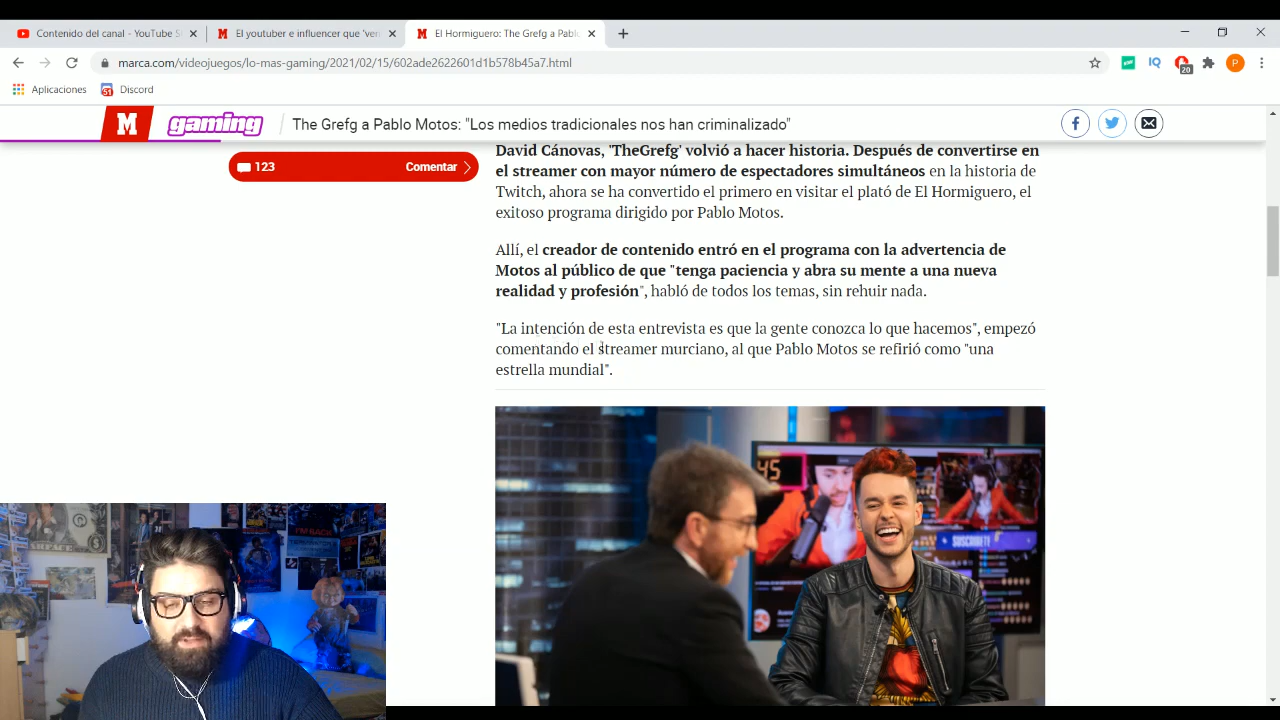 Contenido del canal - YouTube S
El youtuber e influencer que 'ven
El Hormiguero: The Grefg a Pablo
marca.com/videojuegos/lo-mas-gaming/2021/02/15/602ade2622601d1b578b45a7.html
IQ
20
P
Aplicaciones
Discord
M gaming
The Grefg a Pablo Motos: "Los medios tradicionales nos han criminalizado"
123 Comentar
David Cánovas, 'TheGrefg' volvió a hacer historia. Después de convertirse en
el streamer con mayor número de espectadores simultáneos en la historia de
Twitch, ahora se ha convertido el primero en visitar el plató de El Hormiguero, el
exitoso programa dirigido por Pablo Motos.
Allí, el creador de contenido entró en el programa con la advertencia de
Motos al público de que "tenga paciencia y abra su mente a una nueva
realidad y profesión", habló de todos los temas, sin rehuir nada.
"La intención de esta entrevista es que la gente conozca lo que hacemos", empezó
comentando el streamer murciano, al que Pablo Motos se refirió como "una
estrella mundial".
45
SUSCRIBETE
I'M BACK